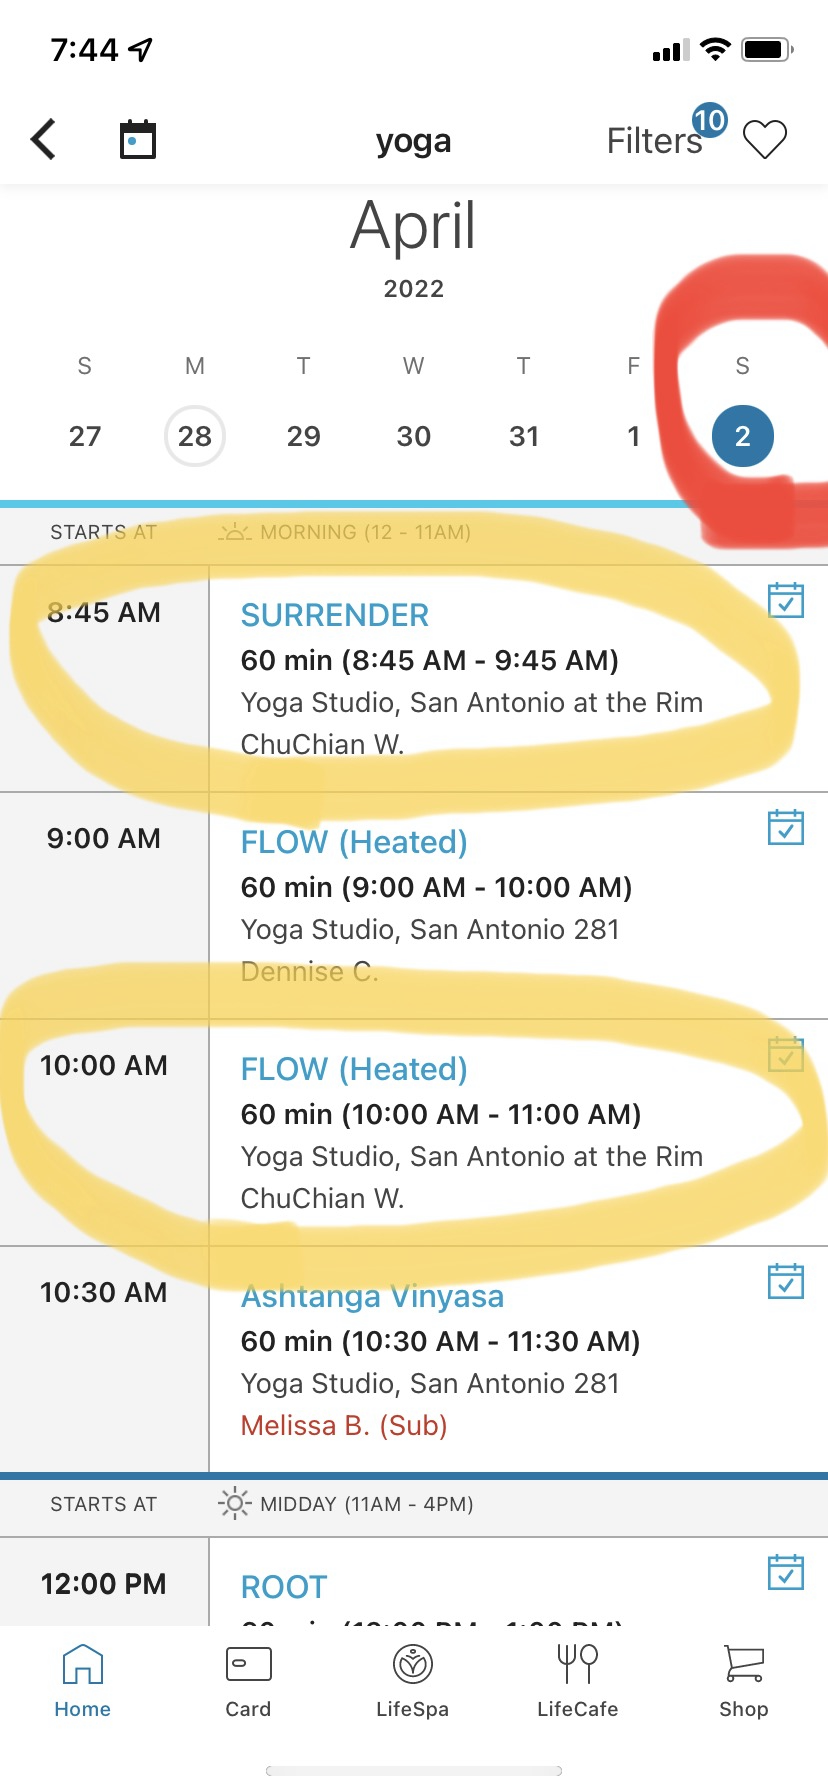 7:44
yoga
Filters 10
April
2022
S M T W T F S
27 28 29 30 31 1 2
STARTS AT MORNING (12 - 11AM)
8:45 AM
SURRENDER
60 min (8:45 AM - 9:45 AM)
Yoga Studio, San Antonio at the Rim
ChuChian W.
9:00 AM
FLOW (Heated)
60 min (9:00 AM - 10:00 AM)
Yoga Studio, San Antonio 281
Dennise C.
10:00 AM
FLOW (Heated)
60 min (10:00 AM - 11:00 AM)
Yoga Studio, San Antonio at the Rim
ChuChian W.
10:30 AM
Ashtanga Vinyasa
60 min (10:30 AM - 11:30 AM)
Yoga Studio, San Antonio 281
Melissa B. (Sub)
STARTS AT MIDDAY (11AM - 4PM)
12:00 PM
ROOT
Home Card LifeSpa LifeCafe Shop